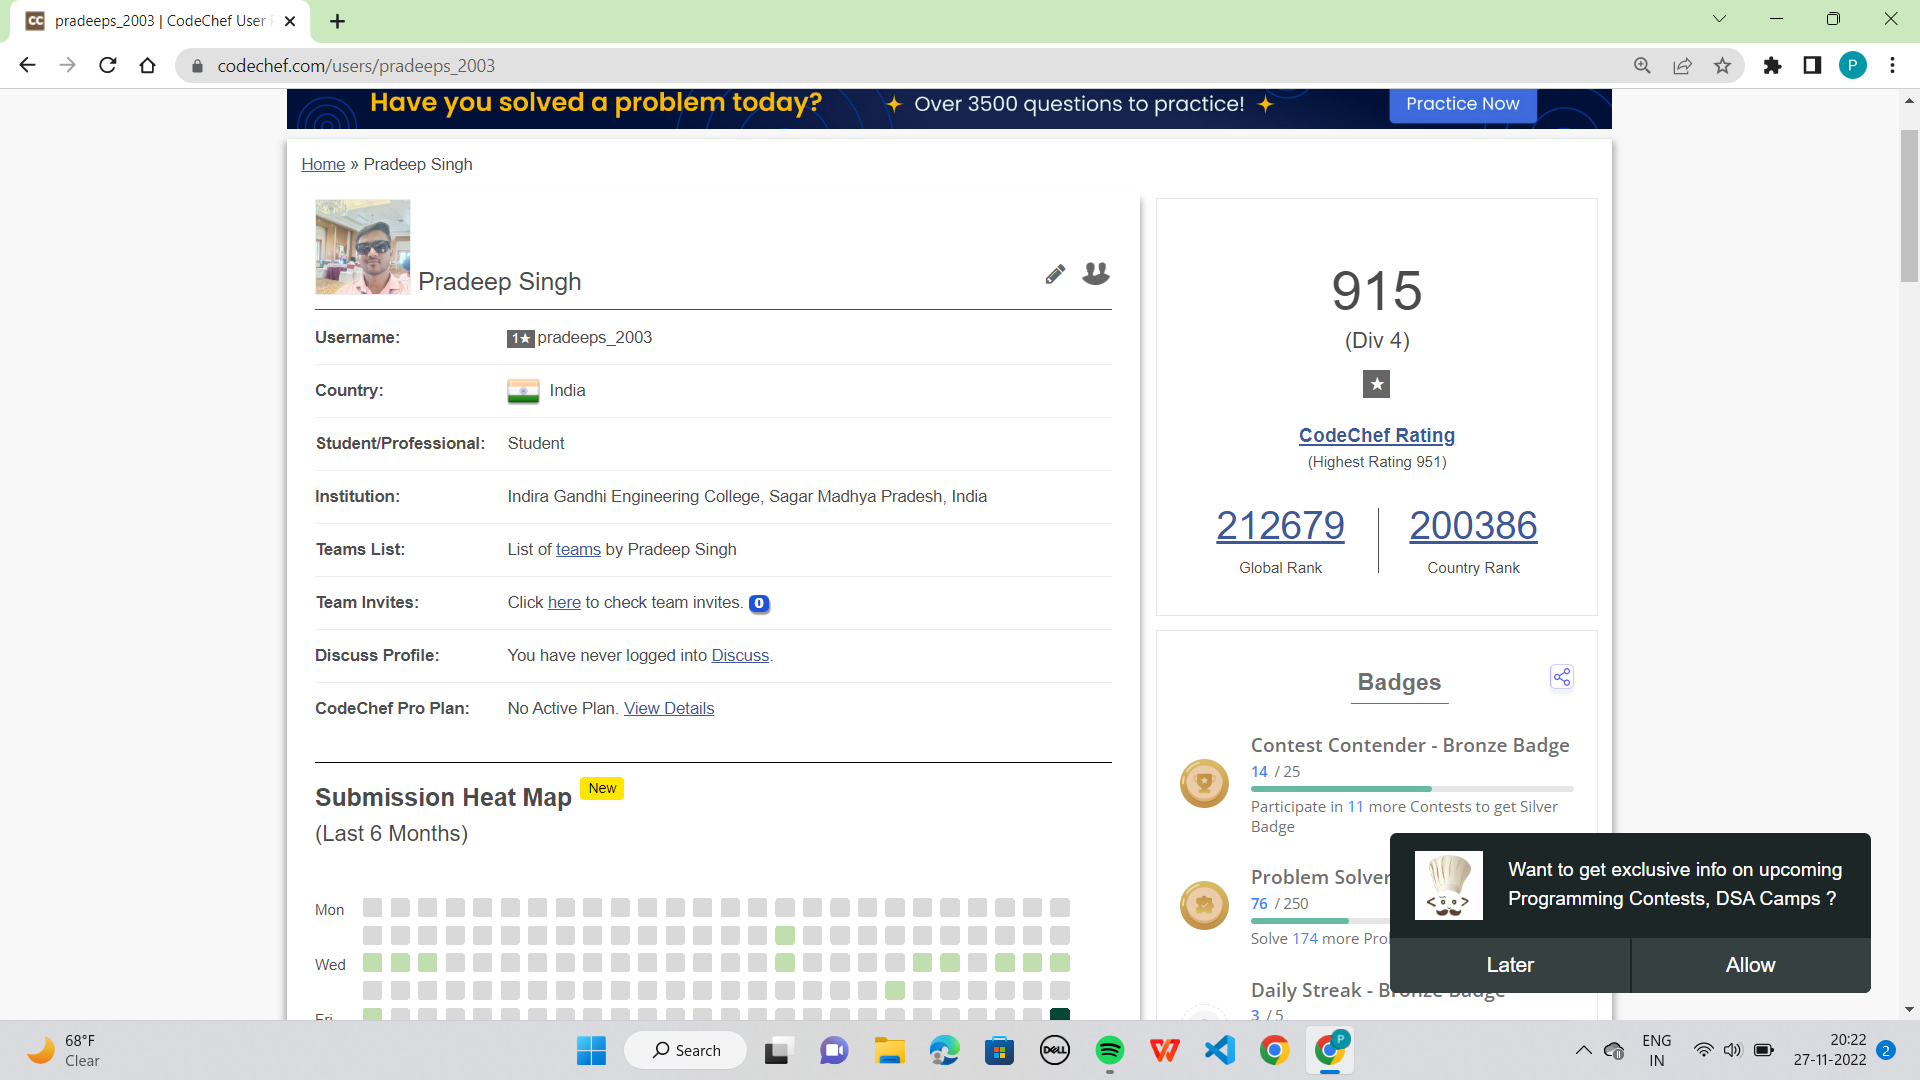 pradeeps_2003 | CodeChef User
codechef.com/users/pradeeps_2003
P
Have you solved a problem today?
Over 3500 questions to practice!
Practice Now
Home » Pradeep Singh
Pradeep Singh
Username: 1★ pradeeps_2003
Country: India
Student/Professional: Student
Institution: Indira Gandhi Engineering College, Sagar Madhya Pradesh, India
Teams List: List of teams by Pradeep Singh
Team Invites: Click here to check team invites. 0
Discuss Profile: You have never logged into Discuss.
CodeChef Pro Plan: No Active Plan. View Details
Submission Heat Map New
(Last 6 Months)
Mon
Wed
Fri
915
(Div 4)
★
CodeChef Rating
(Highest Rating 951)
212679
Global Rank
200386
Country Rank
Badges
Contest Contender - Bronze Badge
14 / 25
Participate in 11 more Contests to get Silver
Badge
Problem Solver
76 / 250
Solve 174 more
Daily Streak - Bronze Badge
3 / 5
Want to get exclusive info on upcoming
Programming Contests, DSA Camps ?
Later
Allow
68°F
Clear
Search
DELL
P
ENG
IN
20:22
27-11-2022
2